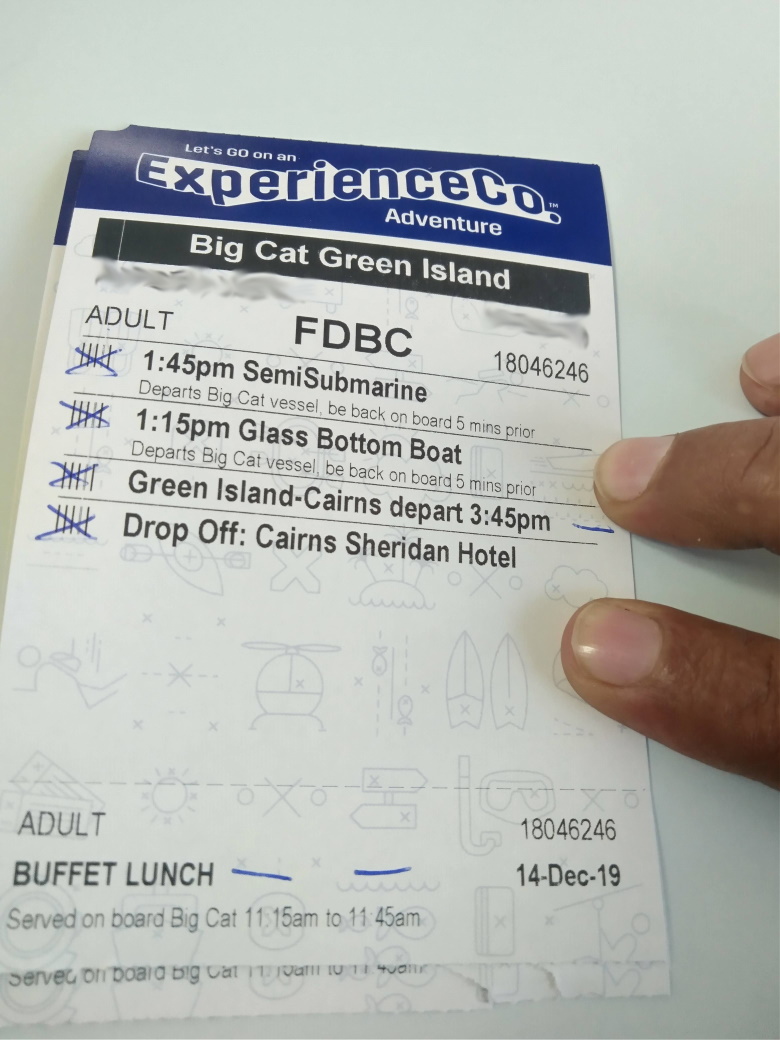 Let's GO on an
ExperienceCo.™
Adventure
Big Cat Green Island
ADULT FDBC 18046246
1:45pm SemiSubmarine
Departs Big Cat vessel, be back on board 5 mins prior
1:15pm Glass Bottom Boat
Departs Big Cat vessel, be back on board 5 mins prior
Green Island-Cairns depart 3:45pm
Drop Off: Cairns Sheridan Hotel
ADULT 18046246
BUFFET LUNCH 14-Dec-19
Served on board Big Cat 11:15am to 11:45am